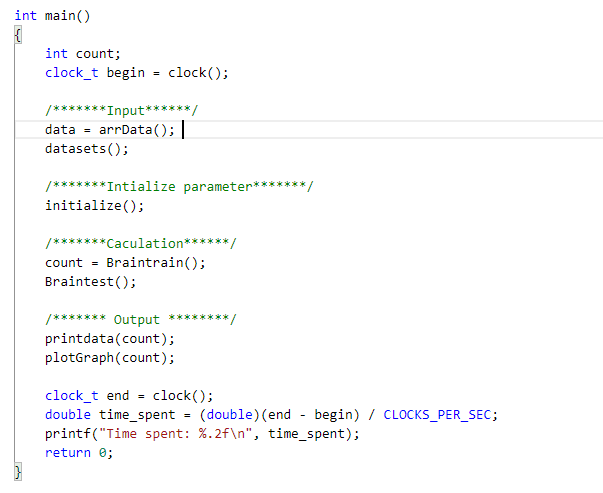 int main()
{
int count;
clock_t begin = clock();
/*******Input******/
data = arrData();
datasets();
/*******Intialize parameter*******/
initialize();
/*******Caculation******/
count = Braintrain();
Braintest();
/******* Output ********/
printdata(count);
plotGraph(count);
clock_t end = clock();
double time_spent = (double)(end - begin) / CLOCKS_PER_SEC;
printf("Time spent: %.2f\n", time_spent);
return 0;
}